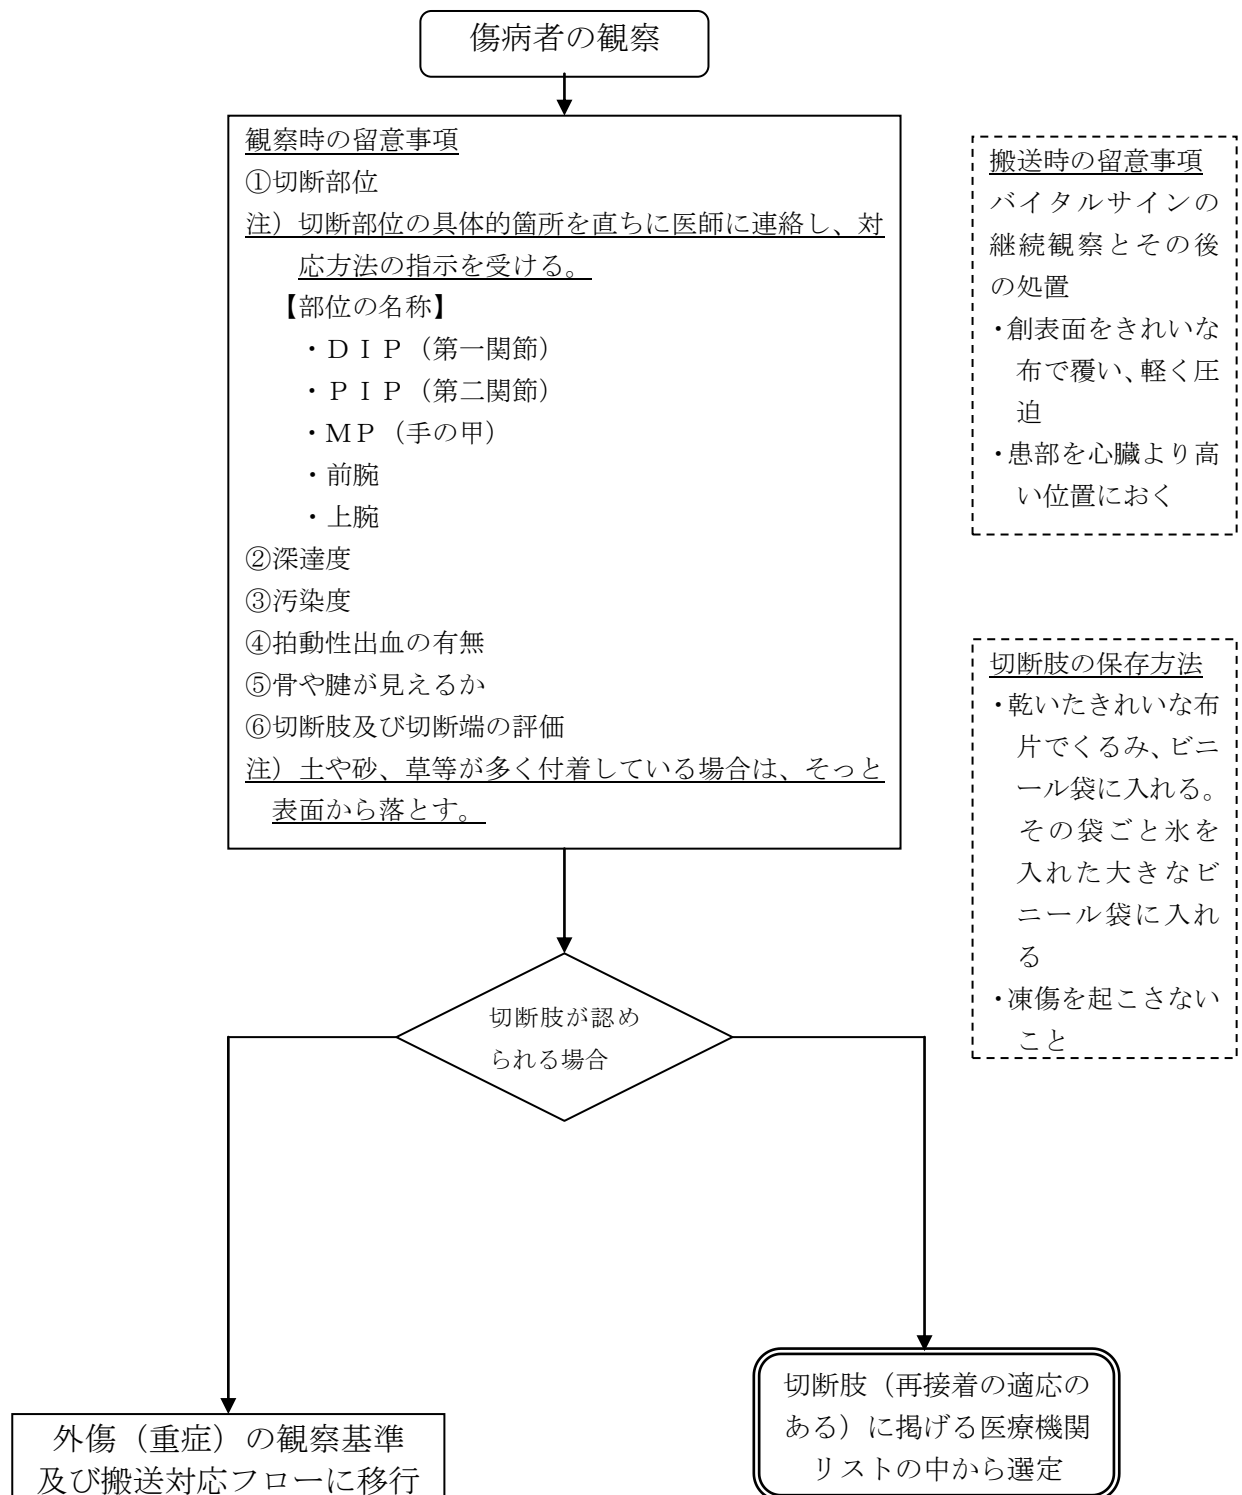 傷病者の観察
観察時の留意事項
①切断部位
注）切断部位の具体的箇所を直ちに医師に連絡し、対
応方法の指示を受ける。
【部位の名称】
・ＤＩＰ（第一関節）
・ＰＩＰ（第二関節）
・ＭＰ（手の甲）
・前腕
・上腕
②深達度
③汚染度
④拍動性出血の有無
⑤骨や腱が見えるか
⑥切断肢及び切断端の評価
注）土や砂、草等が多く付着している場合は、そっと
表面から落とす。
搬送時の留意事項
バイタルサインの
継続観察とその後
の処置
・創表面をきれいな
布で覆い、軽く圧
迫
・患部を心臓より高
い位置におく
切断肢の保存方法
・乾いたきれいな布
片でくるみ、ビニ
ール袋に入れる。
その袋ごと氷を
入れた大きなビ
ニール袋に入れ
る
・凍傷を起こさない
こと
切断肢が認め
られる場合
外傷（重症）の観察基準
及び搬送対応フローに移行
切断肢（再接着の適応の
ある）に掲げる医療機関
リストの中から選定